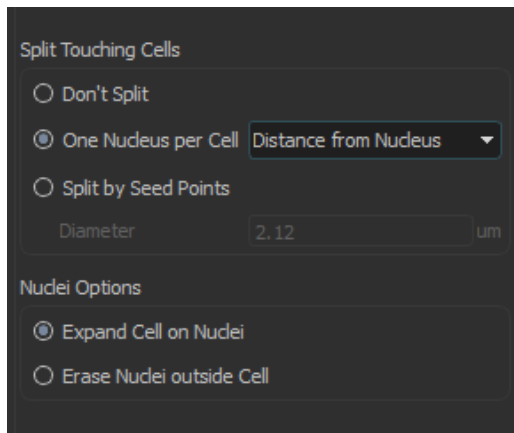 Split Touching Cells
Don't Split
One Nucleus per Cell Distance from Nucleus
Split by Seed Points
Diameter 2.12 um
Nuclei Options
Expand Cell on Nuclei
Erase Nuclei outside Cell